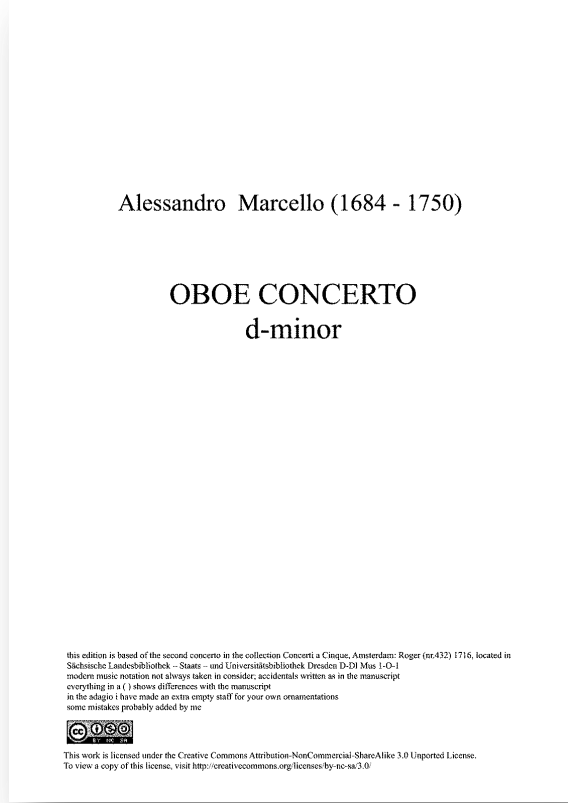 Alessandro Marcello (1684 - 1750)
OBOE CONCERTO
d-minor
this edition is based of the second concerto in the collection Concerti a Cinque, Amsterdam: Roger (nr.432) 1716, located in
Sächsische Landesbibliothek – Staats – und Universitätsbibliothek Dresden D-Dl Mus 1-O-1
modern music notation not always taken in consider; accidentals written as in the manuscript
everything in a ( ) shows differences with the manuscript
in the adagio i have made an extra empty staff for your own ornamentations
some mistakes probably added by me
cc
BY NC SA
This work is licensed under the Creative Commons Attribution-NonCommercial-ShareAlike 3.0 Unported License.
To view a copy of this license, visit http://creativecommons.org/licenses/by-nc-sa/3.0/